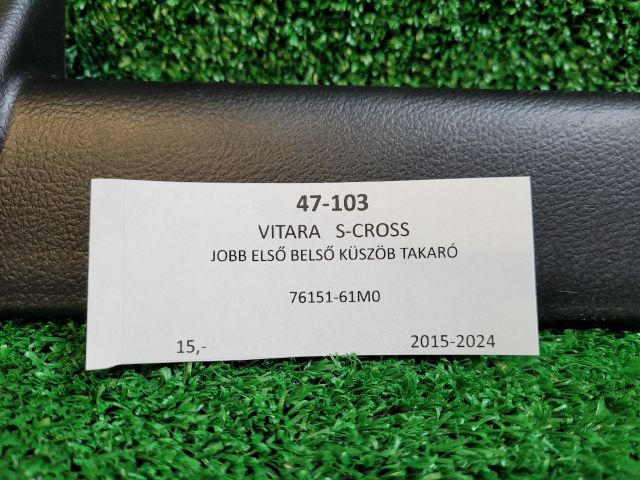 47-103
VITARA S-CROSS
JOBB ELSŐ BELSŐ KÜSZÖB TAKARÓ
76151-61M0
15,- 2015-2024